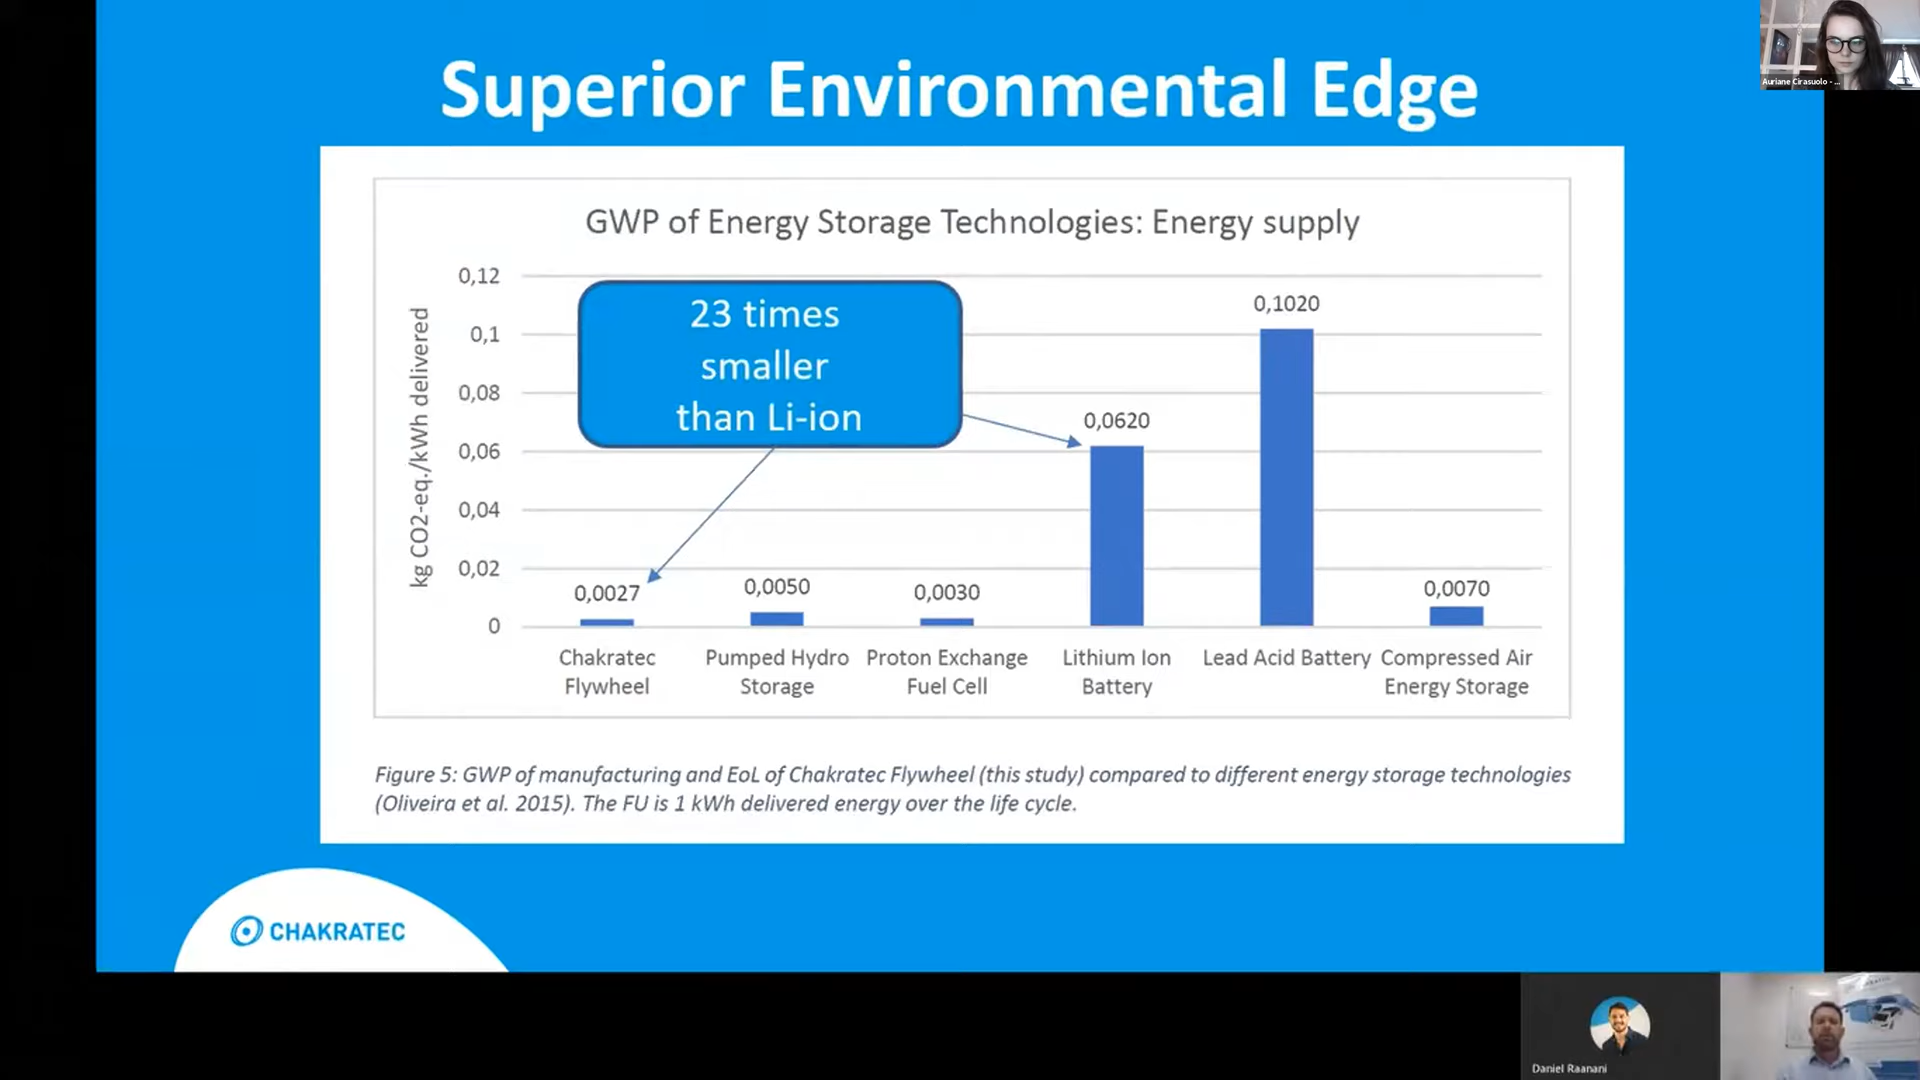 Superior Environmental Edge
Auriane Cirasuolo - ...
GWP of Energy Storage Technologies: Energy supply
kg CO2-eq./kWh delivered
0,12
0,1
0,08
0,06
0,04
0,02
0
23 times
smaller
than Li-ion
0,0027
0,0050
0,0030
0,0620
0,1020
0,0070
Chakratec
Flywheel
Pumped Hydro
Storage
Proton Exchange
Fuel Cell
Lithium Ion
Battery
Lead Acid Battery
Compressed Air
Energy Storage
Figure 5: GWP of manufacturing and EoL of Chakratec Flywheel (this study) compared to different energy storage technologies
(Oliveira et al. 2015). The FU is 1 kWh delivered energy over the life cycle.
CHAKRATEC
Daniel Raanani